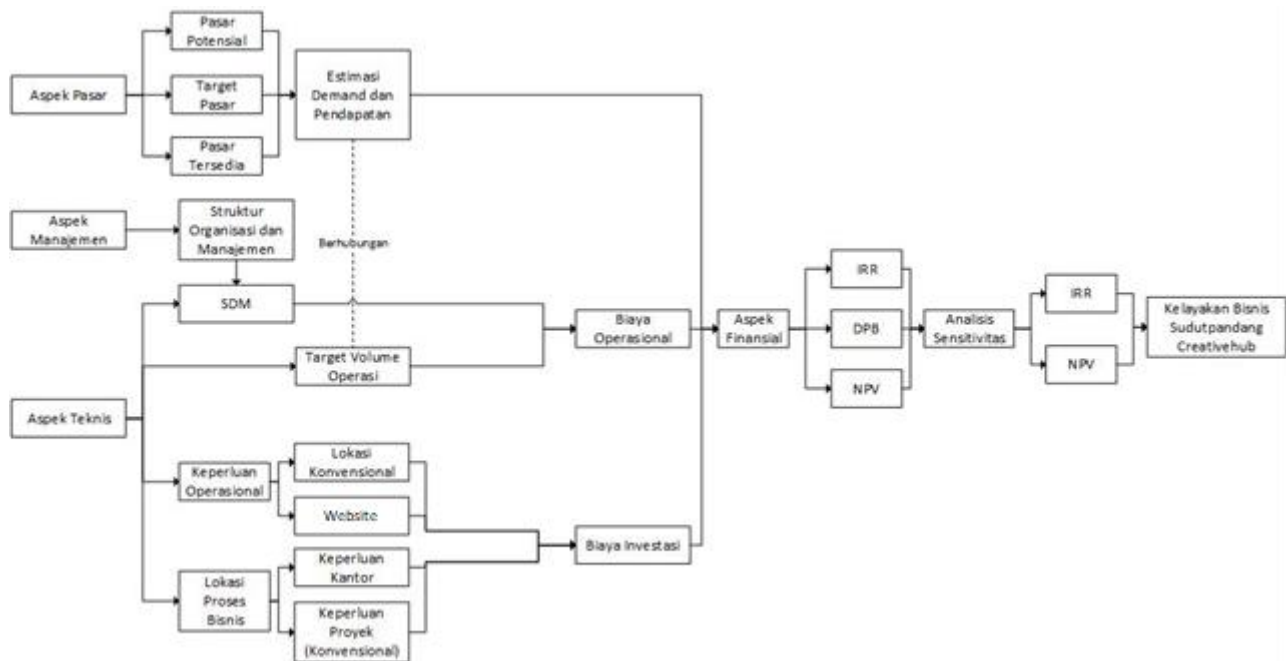 Pasar
Potensial
Aspek Pasar
Target
Pasar
Pasar
Tersedia
Estimasi
Demand dan
Pendapatan
Aspek
Manajemen
Struktur
Organisasi dan
Manajemen
Berhubungan
SDM
Target Volume
Operasi
Aspek Teknis
Keperluan
Operasional
Lokasi
Konvensional
Website
Lokasi
Proses
Bisnis
Keperluan
Kantor
Keperluan
Proyek
(Konvensional)
Biaya
Operasional
Biaya Investasi
Aspek
Finansial
IRR
DPB
NPV
Analisis
Sensitivitas
IRR
NPV
Kelayakan Bisnis
Sudutpandang
Creativehub